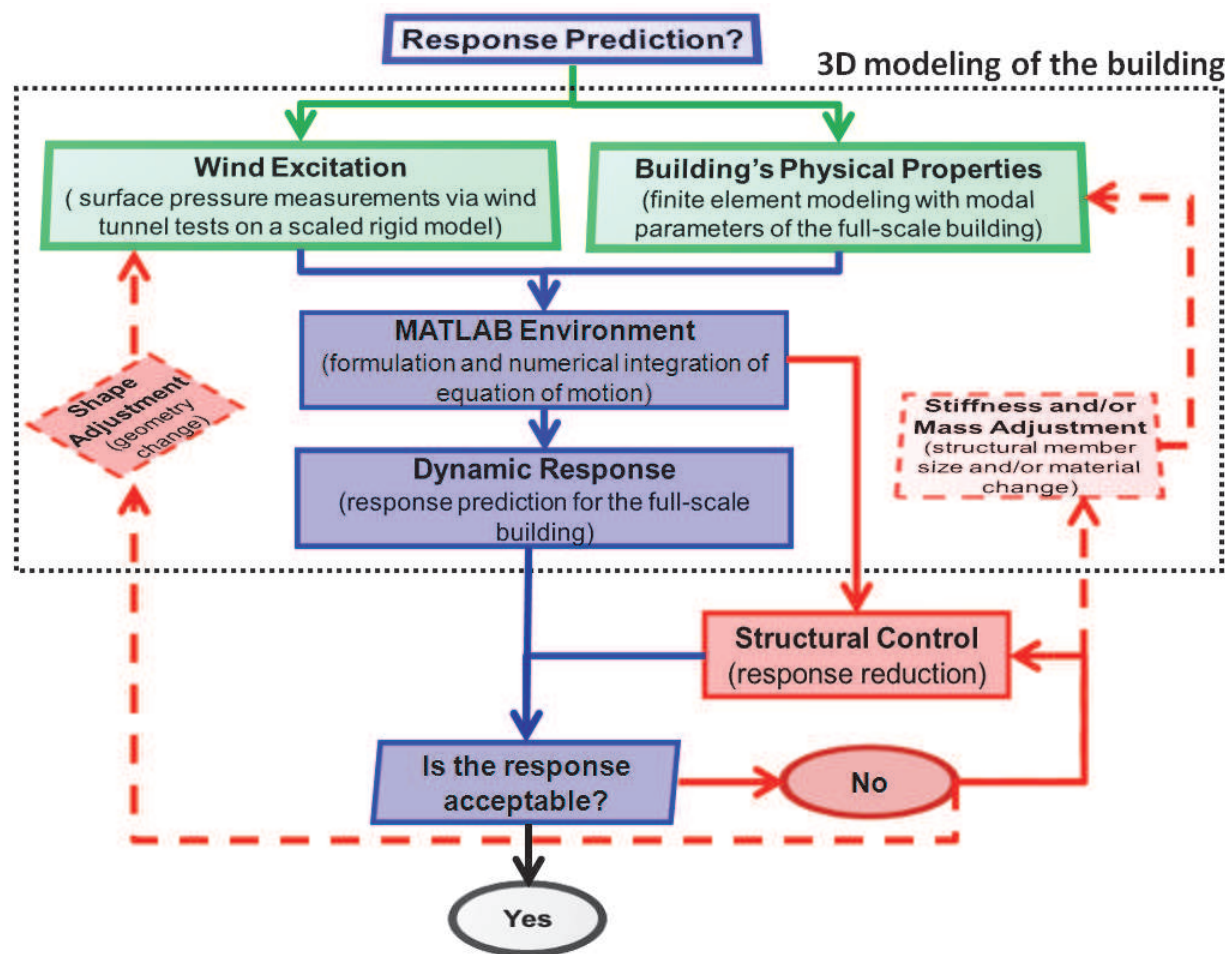 Response Prediction?
3D modeling of the building
Wind Excitation
( surface pressure measurements via wind
tunnel tests on a scaled rigid model)
Building's Physical Properties
(finite element modeling with modal
parameters of the full-scale building)
MATLAB Environment
(formulation and numerical integration of
equation of motion)
Shape
Adjustment
(geometry
change)
Stiffness and/or
Mass Adjustment
(structural member
size and/or material
change)
Dynamic Response
(response prediction for the full-scale
building)
Structural Control
(response reduction)
Is the response
acceptable?
No
Yes